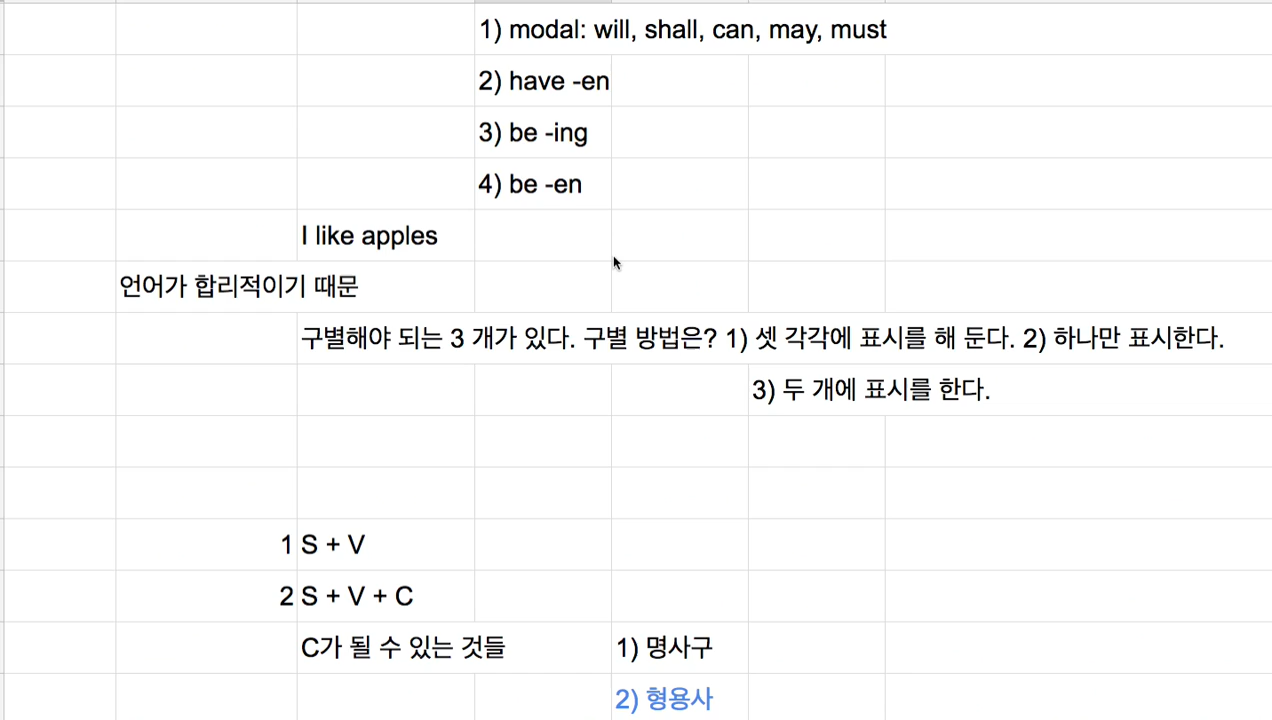 1) modal: will, shall, can, may, must
2) have -en
3) be -ing
4) be -en
I like apples
언어가 합리적이기 때문
구별해야 되는 3 개가 있다. 구별 방법은? 1) 셋 각각에 표시를 해 둔다. 2) 하나만 표시한다.
3) 두 개에 표시를 한다.
1 S + V
2 S + V + C
C가 될 수 있는 것들 1) 명사구
2) 형용사